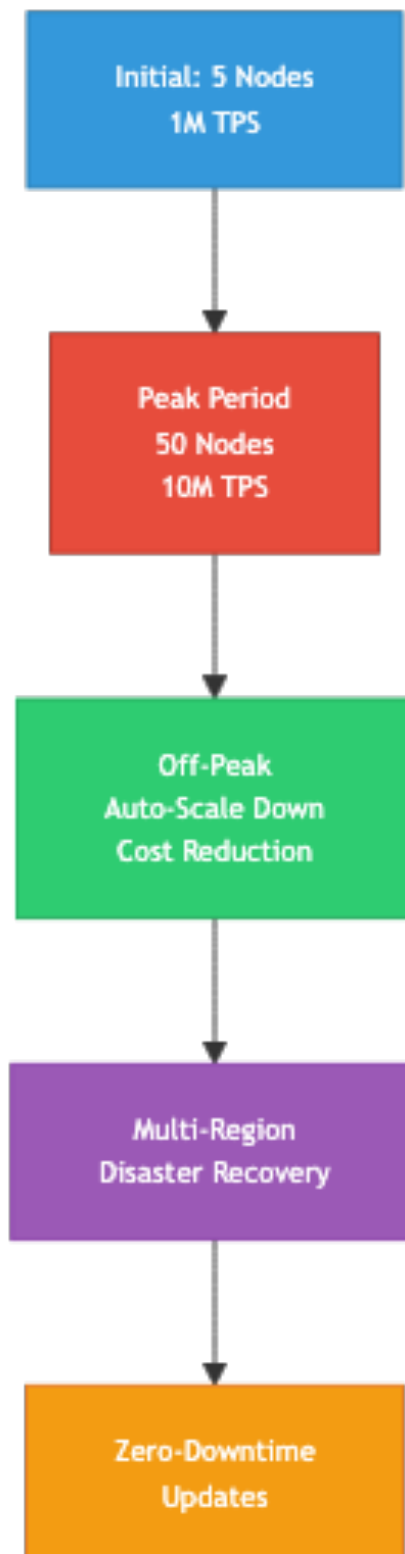 Initial: 5 Nodes
1M TPS
Peak Period
50 Nodes
10M TPS
Off-Peak
Auto-Scale Down
Cost Reduction
Multi-Region
Disaster Recovery
Zero-Downtime
Updates